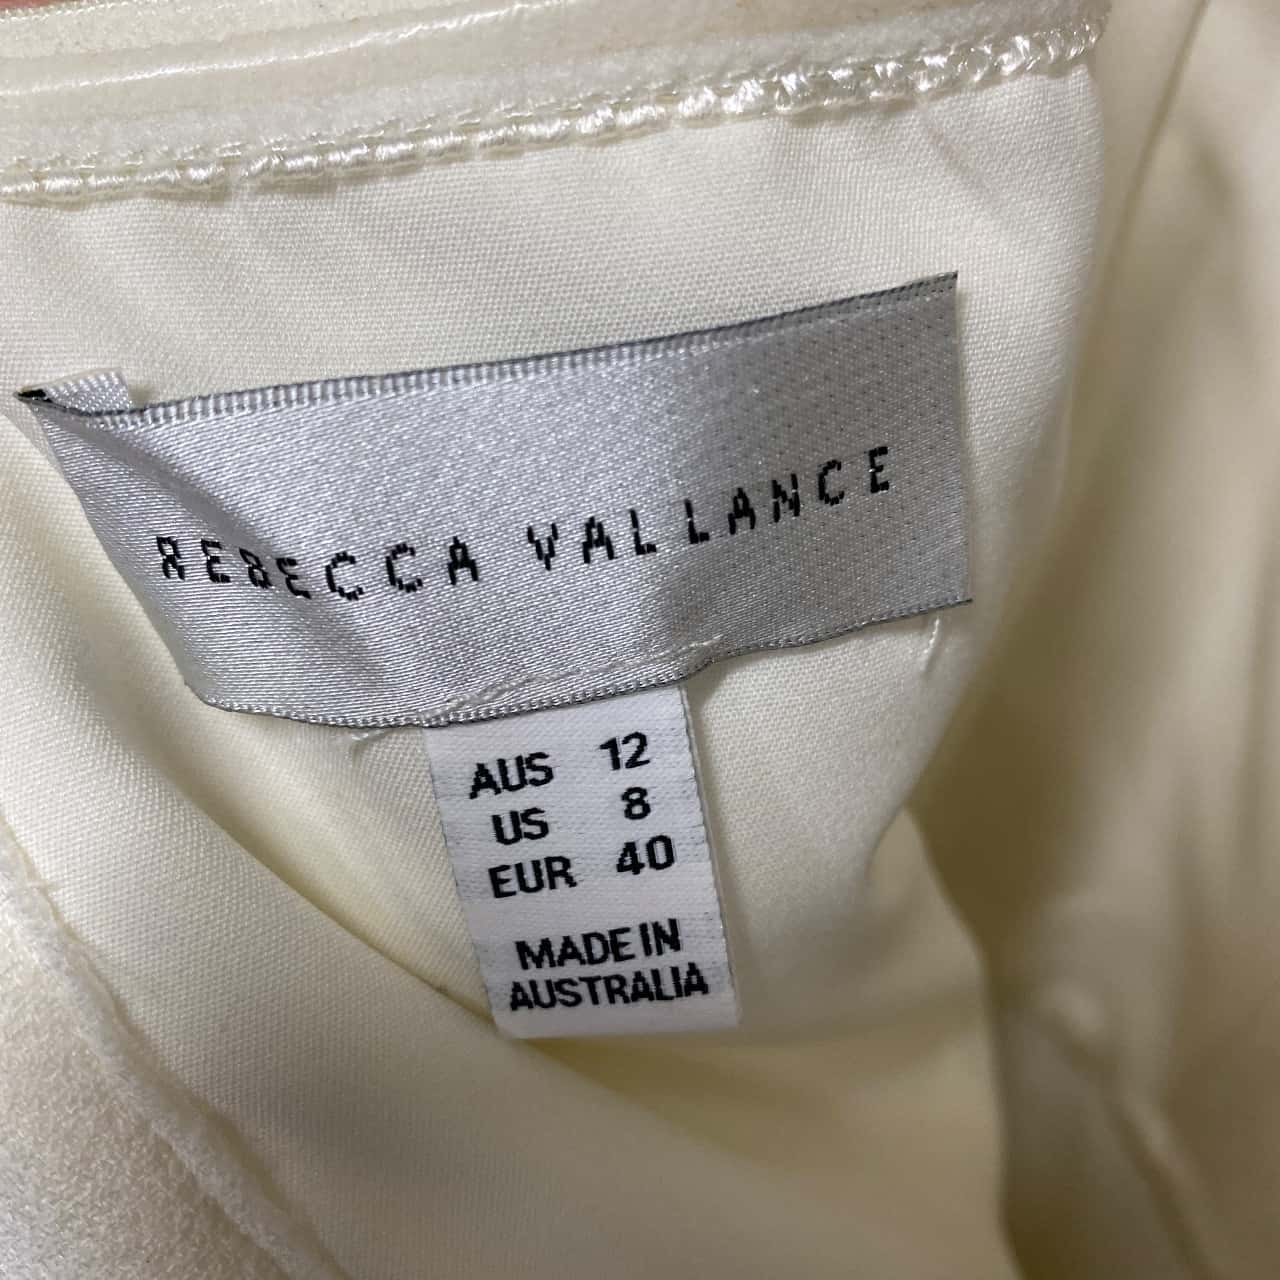 REBECCA VALLANCE
AUS 12
US 8
EUR 40
MADE IN
AUSTRALIA